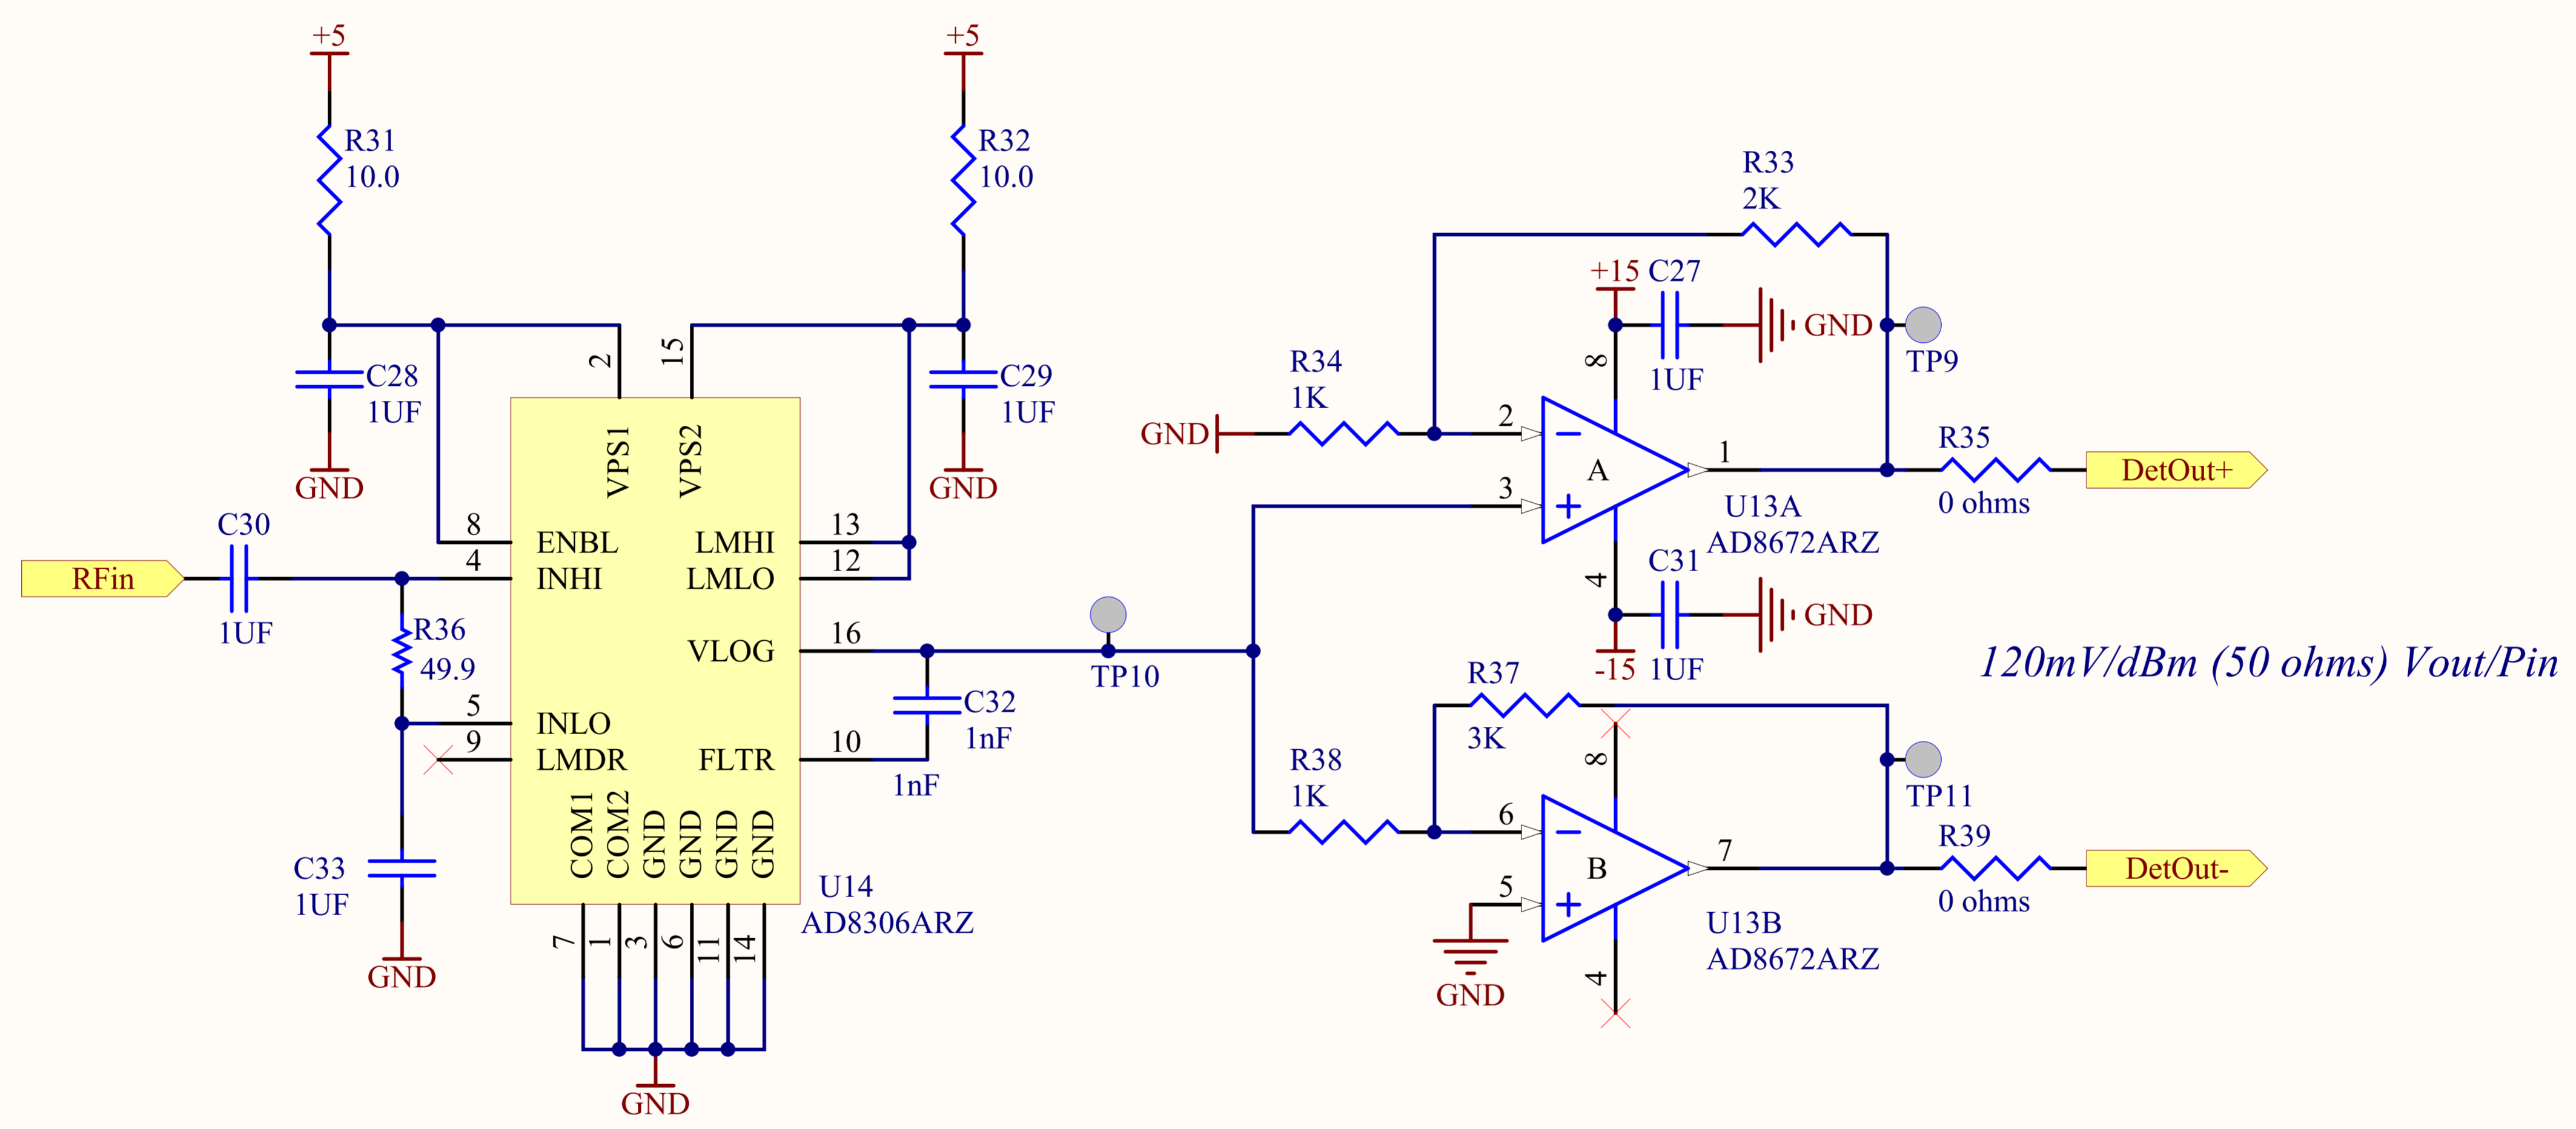 +5
+5
R31
10.0
R32
10.0
R33
2K
+15
C27
GND
1UF
TP9
2
15
8
C28
1UF
C29
1UF
R34
1K
GND
GND
GND
VPS1
VPS2
2
3
A
1
R35
0 ohms
DetOut+
U13A
AD8672ARZ
C30
RFin
1UF
8
ENBL
4
INHI
LMHI
13
LMLO
12
4
C31
GND
-15
1UF
R36
49.9
VLOG
16
TP10
120mV/dBm (50 ohms) Vout/Pin
5
INLO
9
LMDR
FLTR
10
C32
1nF
1nF
R37
3K
8
TP11
R38
1K
6
5
B
7
R39
0 ohms
DetOut-
GND
4
U13B
AD8672ARZ
C33
1UF
GND
COM1
COM2
GND
GND
GND
GND
U14
AD8306ARZ
7
1
3
6
11
14
GND